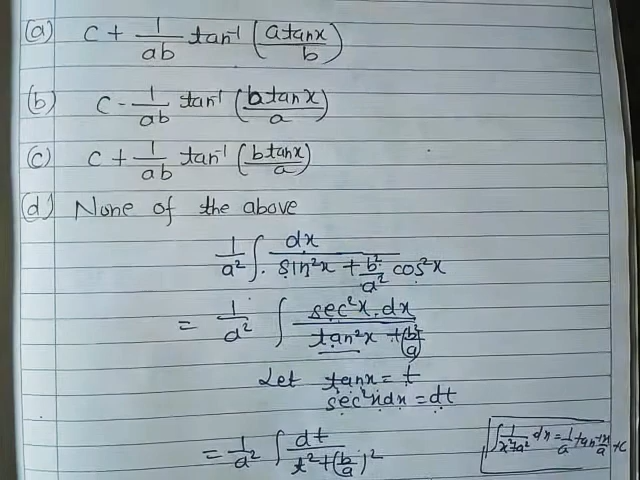 (a) c + 1/ab tan⁻¹ (a tanx / b)
(b) c - 1/ab tan⁻¹ (b tanx / a)
(c) c + 1/ab tan⁻¹ (b tanx / a)
(d) None of the above
1/a² ∫ dx / (sin²x + b²/a² cos²x)
= 1/a² ∫ sec²x.dx / (tan²x + (b/a)²)
Let tanx = t
sec²xdx = dt
= 1/a² ∫ dt / (t² + (b/a)²)
∫ 1/(x²+a²) dx = 1/a tan⁻¹ x/a + c